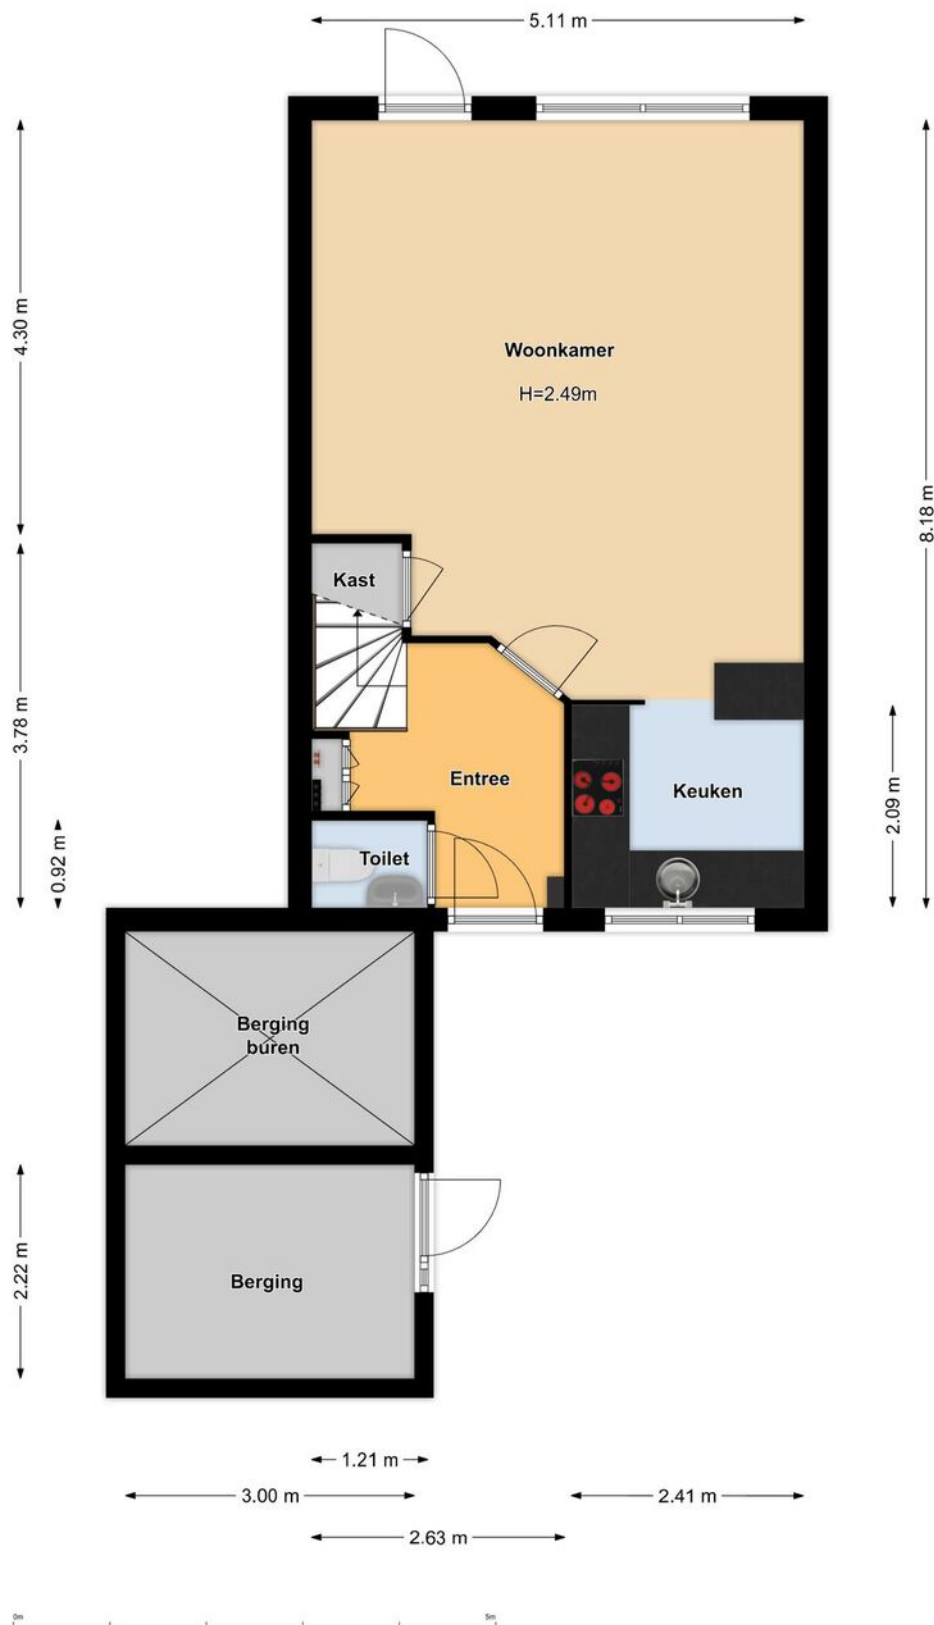 5.11 m
4.30 m
Woonkamer
H=2.49m
8.18 m
Kast
3.78 m
Entree
Keuken
2.09 m
0.92 m
Toilet
Berging
buren
2.22 m
Berging
1.21 m
3.00 m
2.41 m
2.63 m
0m
5m